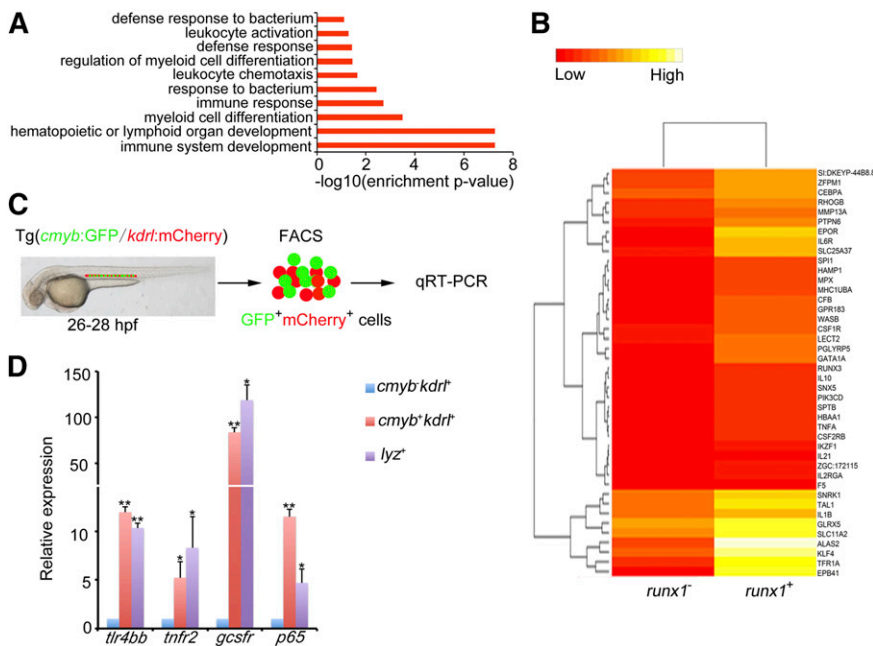 A
defense response to bacterium
leukocyte activation
defense response
regulation of myeloid cell differentiation
leukocyte chemotaxis
response to bacterium
immune response
myeloid cell differentiation
hematopoietic or lymphoid organ development
immune system development
0 2 4 6 8
-log10(enrichment p-value)
B
Low High
SI:DKEYP-44B8.8
ZFPM1
CEBPA
RHOGB
MMP13A
PTPN6
EPOR
IL6R
SLC25A37
SPI1
HAMP1
MPX
MHC1UBA
CFB
GPR183
WASB
CSF1R
LECT2
PGLYRP5
GATA1A
RUNX3
IL10
SNX5
PIK3CD
SPTB
HBAA1
TNFA
CSF2RB
IKZF1
IL21
ZGC:172115
IL2RGA
F5
SNRK1
TAL1
IL1B
GLRX5
SLC11A2
ALAS2
KLF4
TFR1A
EPB41
runx1- runx1+
C
Tg(cmyb:GFP/kdrl:mCherry)
26-28 hpf
FACS
GFP+mCherry+ cells
qRT-PCR
D
Relative expression
150
100
50
10
5
0
** ** * * ** * ** *
cmyb-kdrl+
cmyb+kdrl+
lyz+
tlr4bb tnfr2 gcsfr p65